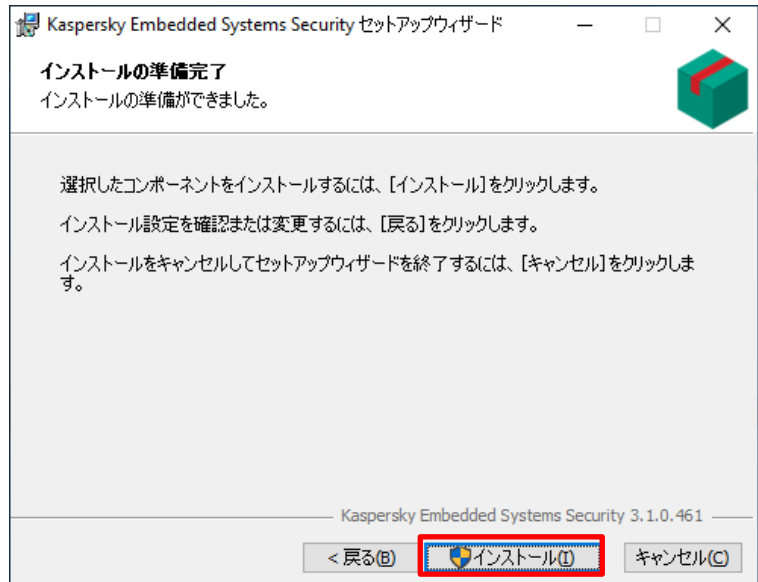 Kaspersky Embedded Systems Security セットアップウィザード
インストールの準備完了
インストールの準備ができました。
選択したコンポーネントをインストールするには、[インストール]をクリックします。
インストール設定を確認または変更するには、[戻る]をクリックします。
インストールをキャンセルしてセットアップウィザードを終了するには、[キャンセル]をクリックしま
す。
Kaspersky Embedded Systems Security 3.1.0.461
< 戻る(B) インストール(I) キャンセル(C)